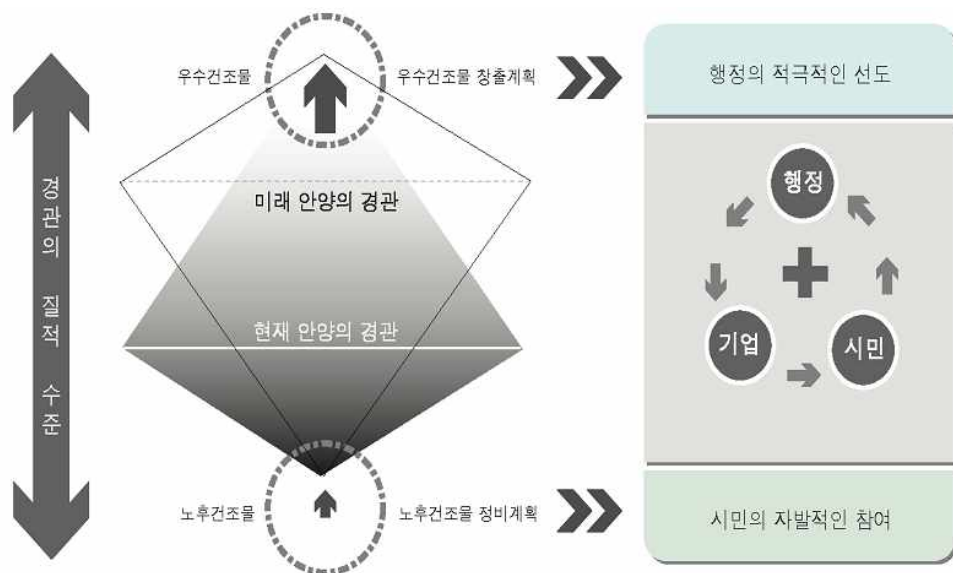 경관의 질적 수준
우수건조물
우수건조물 창출계획
행정의 적극적인 선도
미래 안양의 경관
현재 안양의 경관
행정
기업
시민
노후건조물
노후건조물 정비계획
시민의 자발적인 참여